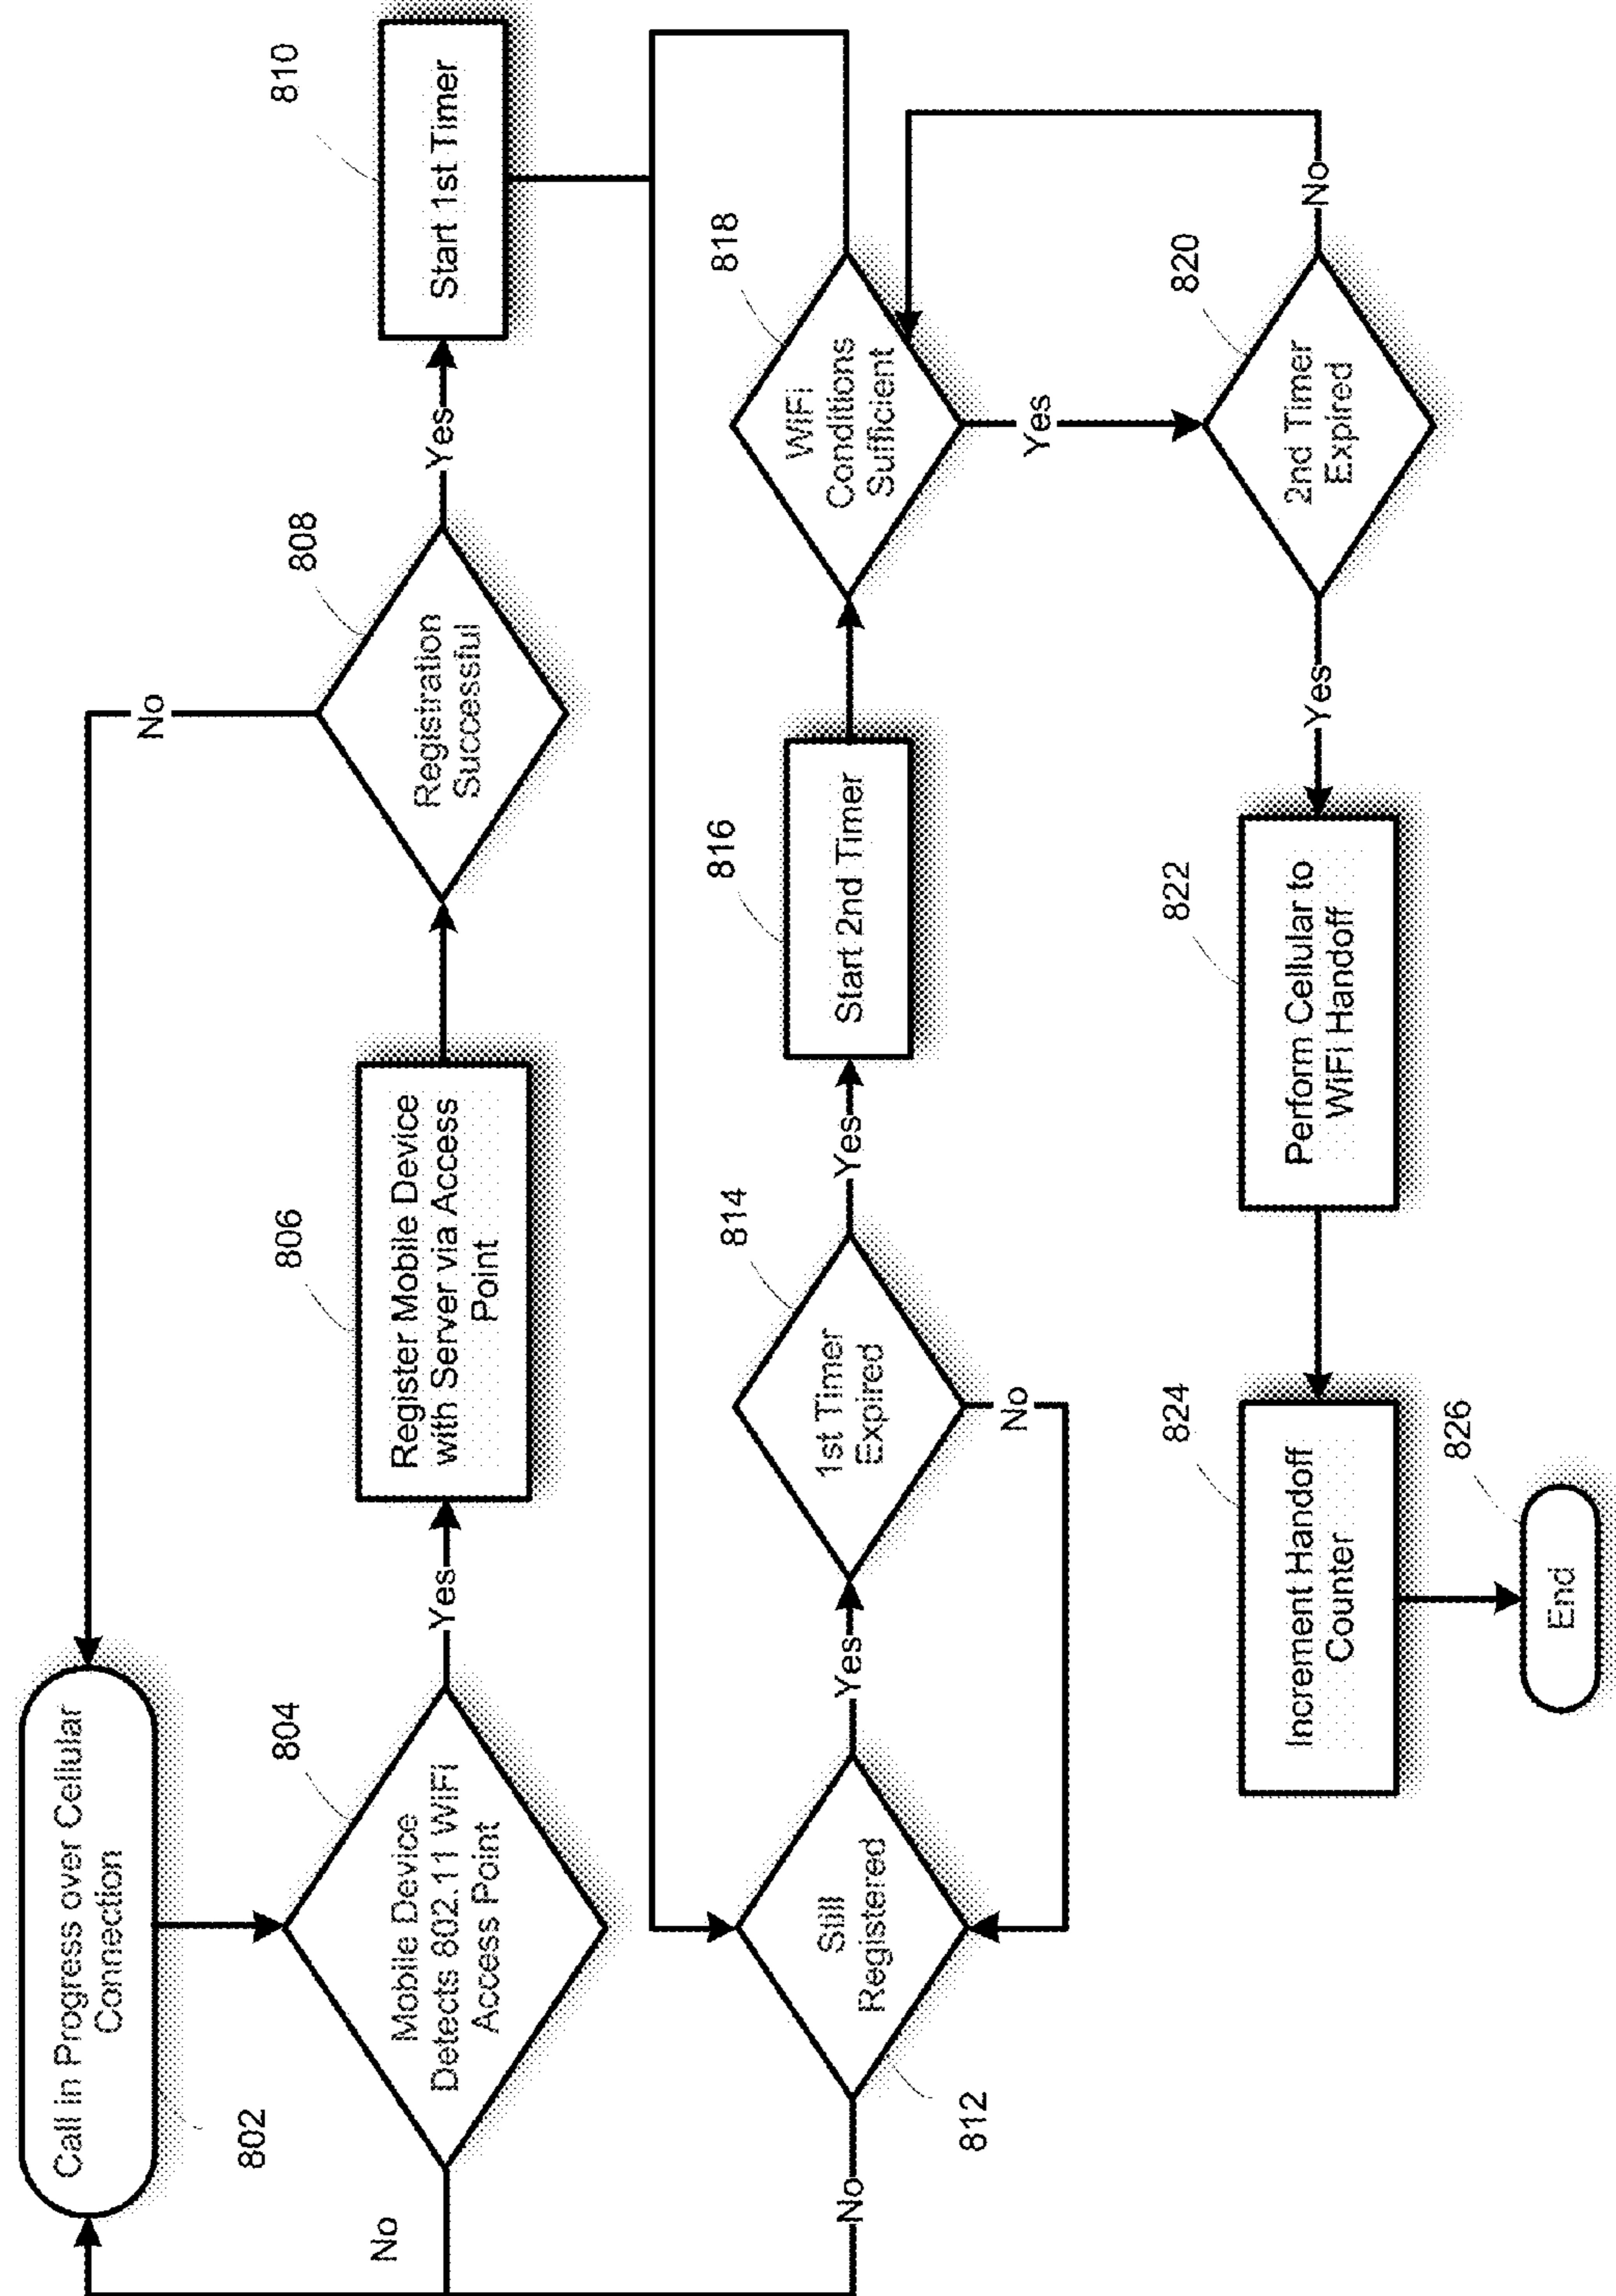 Call in Progress over Cellular
Connection
802
No
804
Mobile Device
Detects 802.11 WiFi
Access Point
Yes
806
Register Mobile Device
with Server via Access
Point
808
Registration
Successful
No
Yes
810
Start 1st Timer
812
Still
Registered
No
Yes
814
1st Timer
Expired
No
Yes
816
Start 2nd Timer
818
WiFi
Conditions
Sufficient
Yes
820
2nd Timer
Expired
No
Yes
822
Perform Cellular to
WiFi Handoff
824
Increment Handoff
Counter
826
End